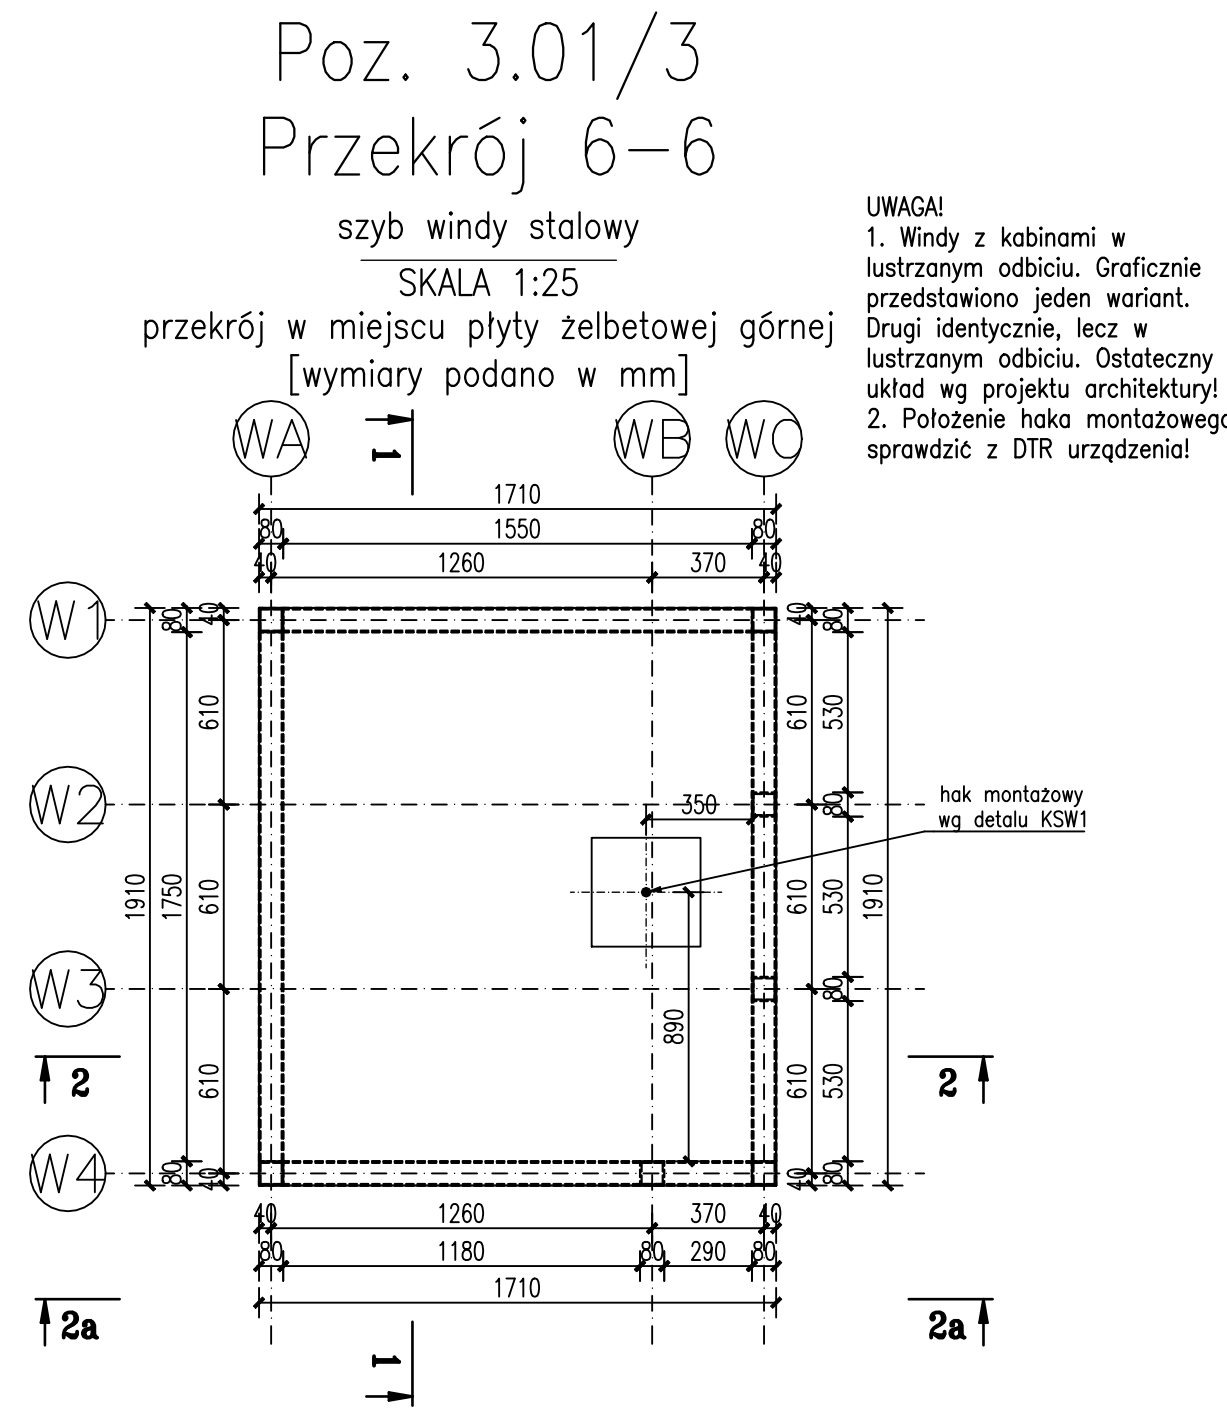 Poz. 3.01/3
Przekrój 6-6
szyb windy stalowy
SKALA 1:25
przekrój w miejscu płyty żelbetowej górnej
[wymiary podano w mm]
UWAGA!
1. Windy z kabinami w
lustrzanym odbiciu. Graficznie
przedstawiono jeden wariant.
Drugi identycznie, lecz w
lustrzanym odbiciu. Ostateczny
układ wg projektu architektury!
2. Położenie haka montażowego
sprawdzić z DTR urządzenia!
WA
WB
WC
1
1710
80
1550
80
40
1260
370
40
W1
80
40
40
80
610
610
530
W2
350
80
hak montażowy
wg detalu KSW1
1910
1750
610
610
530
1910
W3
80
890
610
610
530
2
2
W4
80
40
40
80
40
1260
370
40
80
1180
80
290
80
1710
2a
2a
1